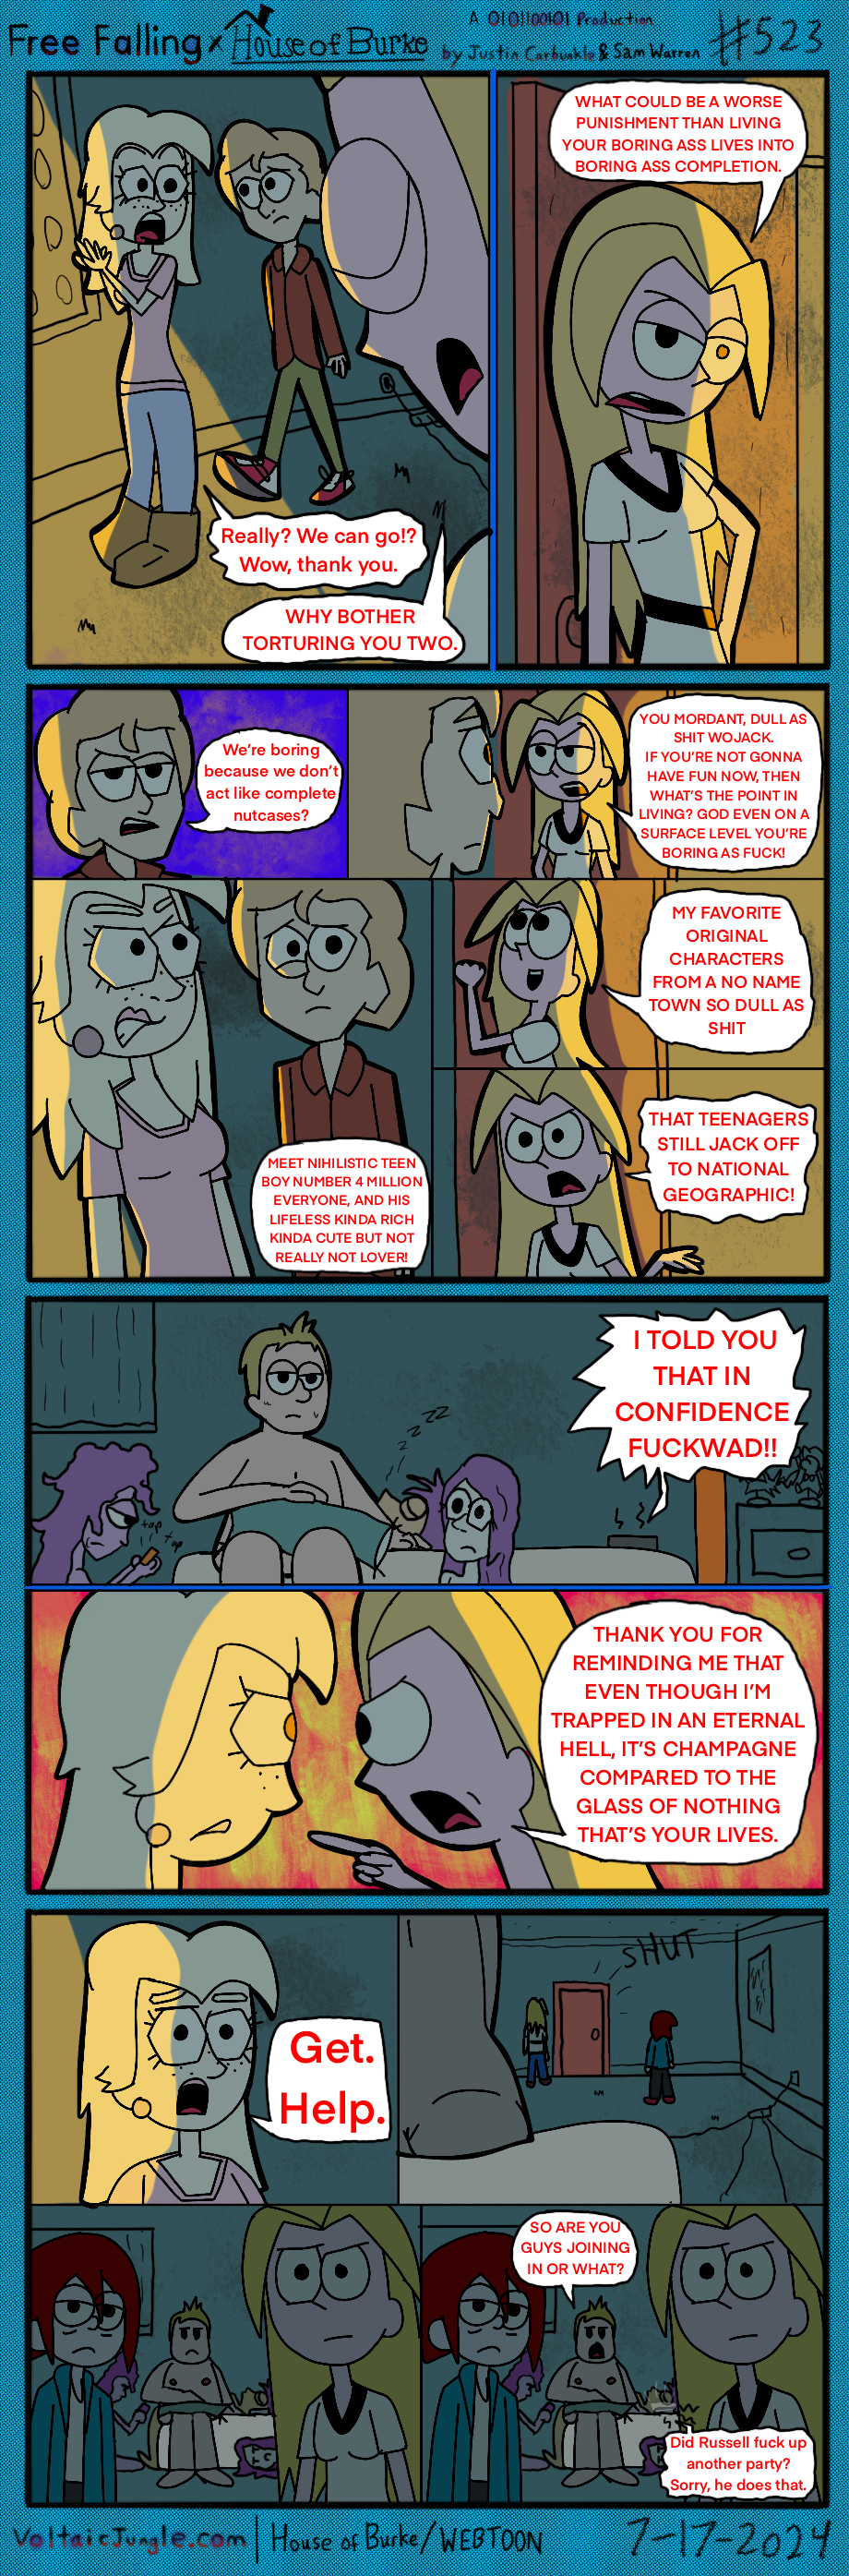 Free Falling x House of Burke
A 0101100101 Production
by Justin Carbunkle & Sam Warren
#523
WHAT COULD BE A WORSE
PUNISHMENT THAN LIVING
YOUR BORING ASS LIVES INTO
BORING ASS COMPLETION.
Really? We can go!?
Wow, thank you.
WHY BOTHER
TORTURING YOU TWO.
We're boring
because we don't
act like complete
nutcases?
YOU MORDANT, DULL AS
SHIT WOJACK.
IF YOU'RE NOT GONNA
HAVE FUN NOW, THEN
WHAT'S THE POINT IN
LIVING? GOD EVEN ON A
SURFACE LEVEL YOU'RE
BORING AS FUCK!
MEET NIHILISTIC TEEN
BOY NUMBER 4 MILLION
EVERYONE, AND HIS
LIFELESS KINDA RICH
KINDA CUTE BUT NOT
REALLY NOT LOVER!
MY FAVORITE
ORIGINAL
CHARACTERS
FROM A NO NAME
TOWN SO DULL AS
SHIT
THAT TEENAGERS
STILL JACK OFF
TO NATIONAL
GEOGRAPHIC!
tap
tap
z z z z
I TOLD YOU
THAT IN
CONFIDENCE
FUCKWAD!!
THANK YOU FOR
REMINDING ME THAT
EVEN THOUGH I'M
TRAPPED IN AN ETERNAL
HELL, IT'S CHAMPAGNE
COMPARED TO THE
GLASS OF NOTHING
THAT'S YOUR LIVES.
Get.
Help.
SHUT
SO ARE YOU
GUYS JOINING
IN OR WHAT?
Did Russell fuck up
another party?
Sorry, he does that.
VoltaicJungle.com | House of Burke/WEBTOON
7-17-2024